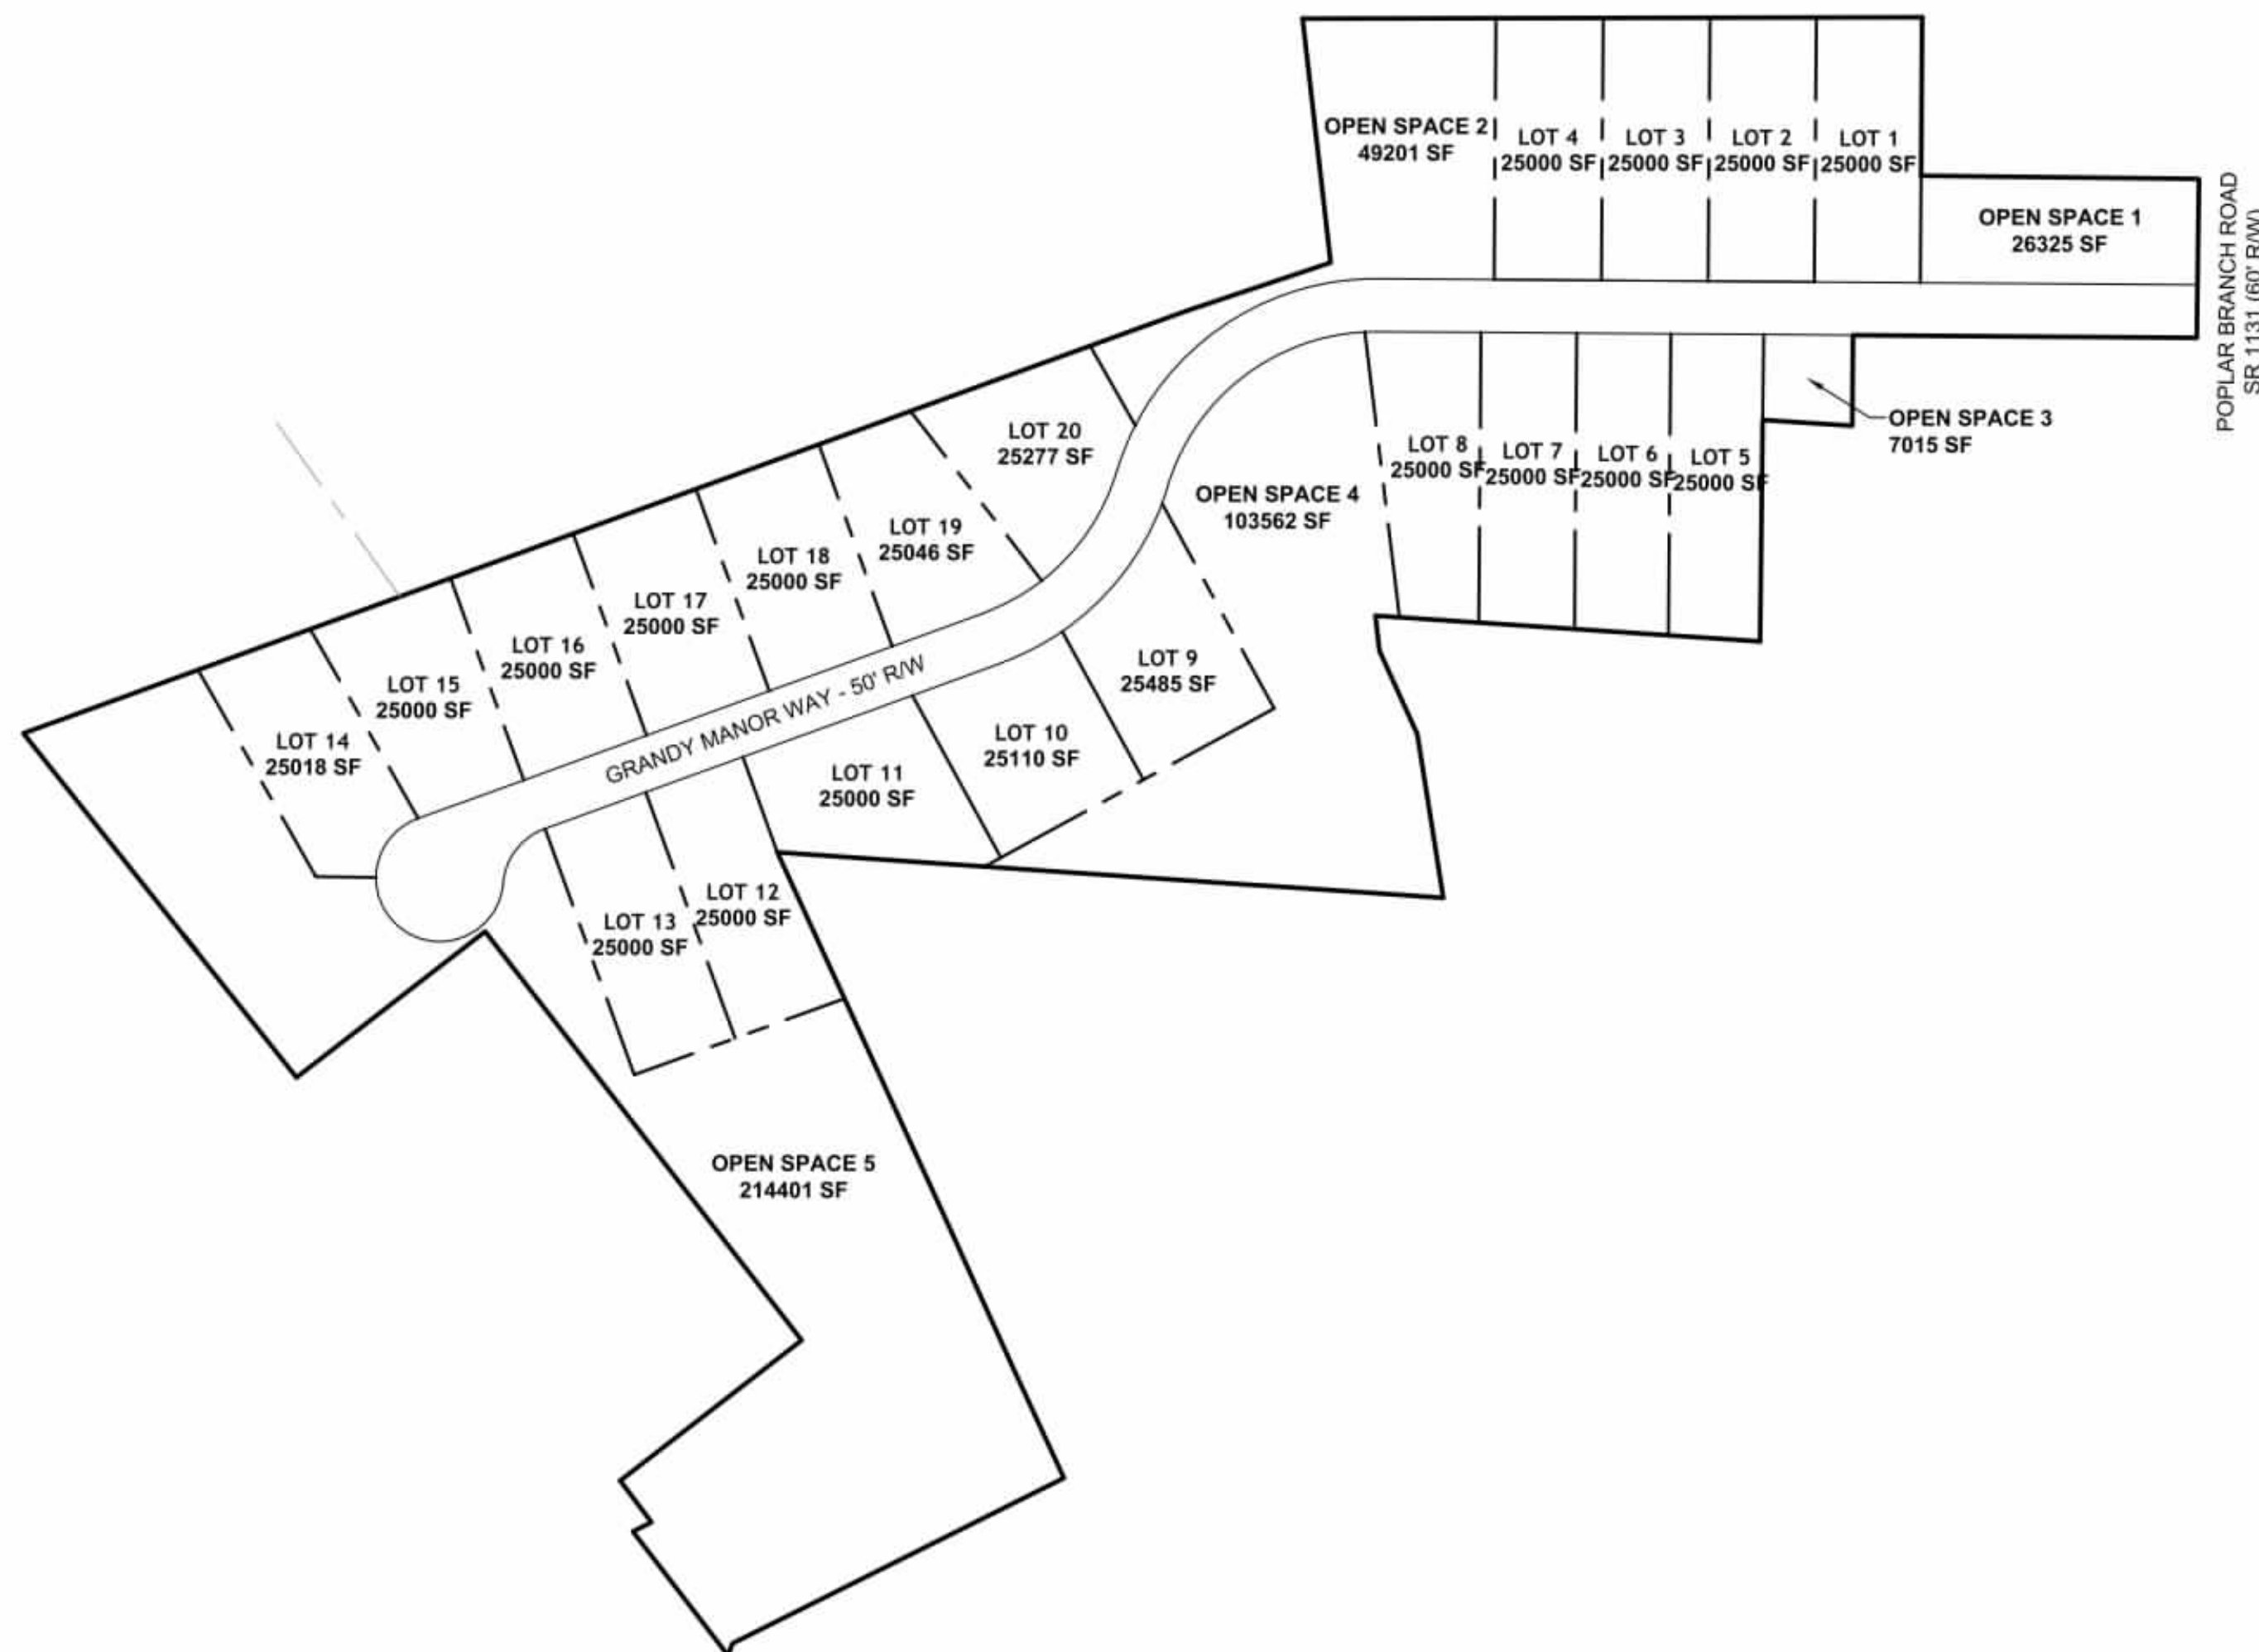 OPEN SPACE 2
49201 SF
LOT 4
25000 SF
LOT 3
25000 SF
LOT 2
25000 SF
LOT 1
25000 SF
OPEN SPACE 1
26325 SF
POPLAR BRANCH ROAD
SR 1131 (60' R/W)
OPEN SPACE 3
7015 SF
LOT 8
25000 SF
LOT 7
25000 SF
LOT 6
25000 SF
LOT 5
25000 SF
OPEN SPACE 4
103562 SF
LOT 20
25277 SF
LOT 19
25046 SF
LOT 18
25000 SF
LOT 17
25000 SF
LOT 16
25000 SF
LOT 15
25000 SF
LOT 14
25018 SF
GRANDY MANOR WAY - 50' R/W
LOT 9
25485 SF
LOT 10
25110 SF
LOT 11
25000 SF
LOT 12
25000 SF
LOT 13
25000 SF
OPEN SPACE 5
214401 SF